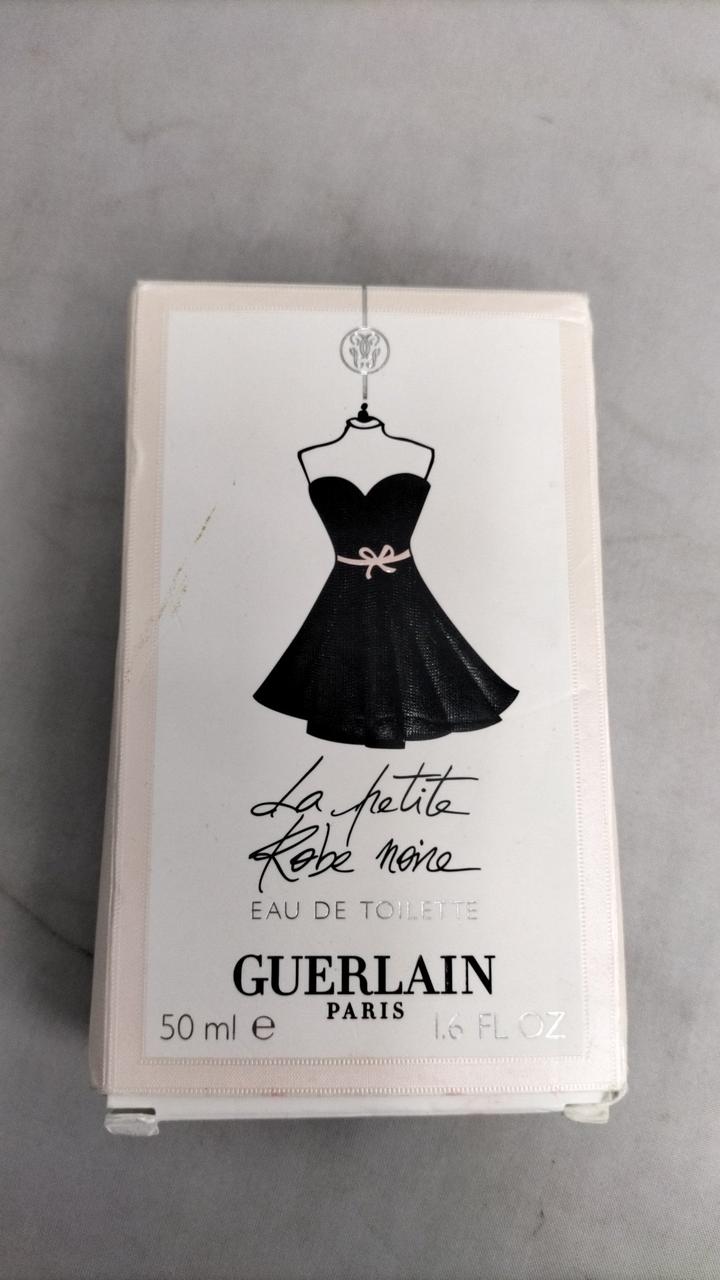 La petite
Robe noire
EAU DE TOILETTE
GUERLAIN
PARIS
50 ml e 1.6 FL OZ